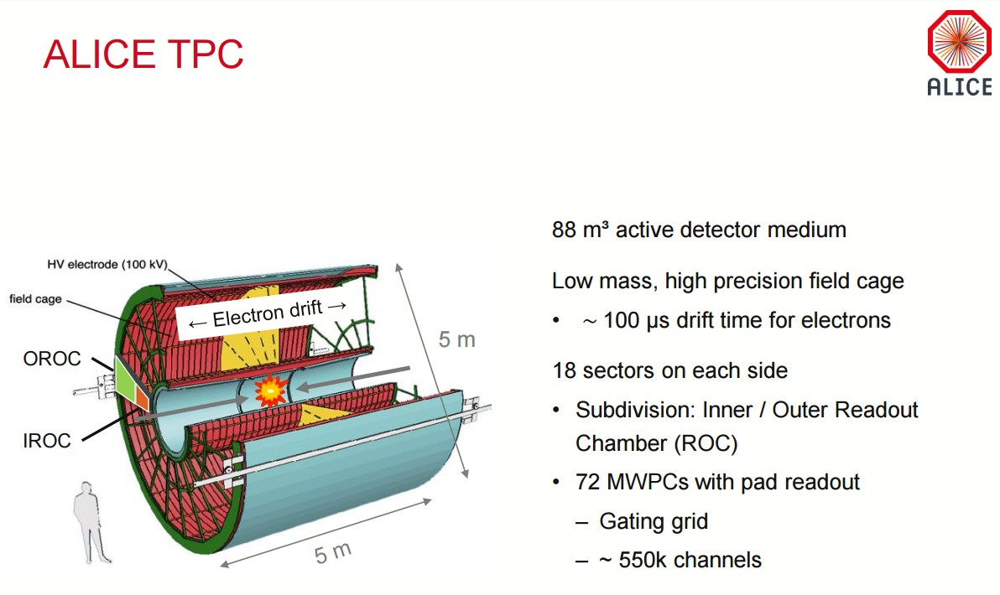 ALICE TPC
ALICE
88 m³ active detector medium
Low mass, high precision field cage
• ~ 100 µs drift time for electrons
18 sectors on each side
• Subdivision: Inner / Outer Readout
Chamber (ROC)
• 72 MWPCs with pad readout
– Gating grid
– ~ 550k channels
HV electrode (100 kV)
field cage
← Electron drift →
OROC
IROC
5 m
5 m